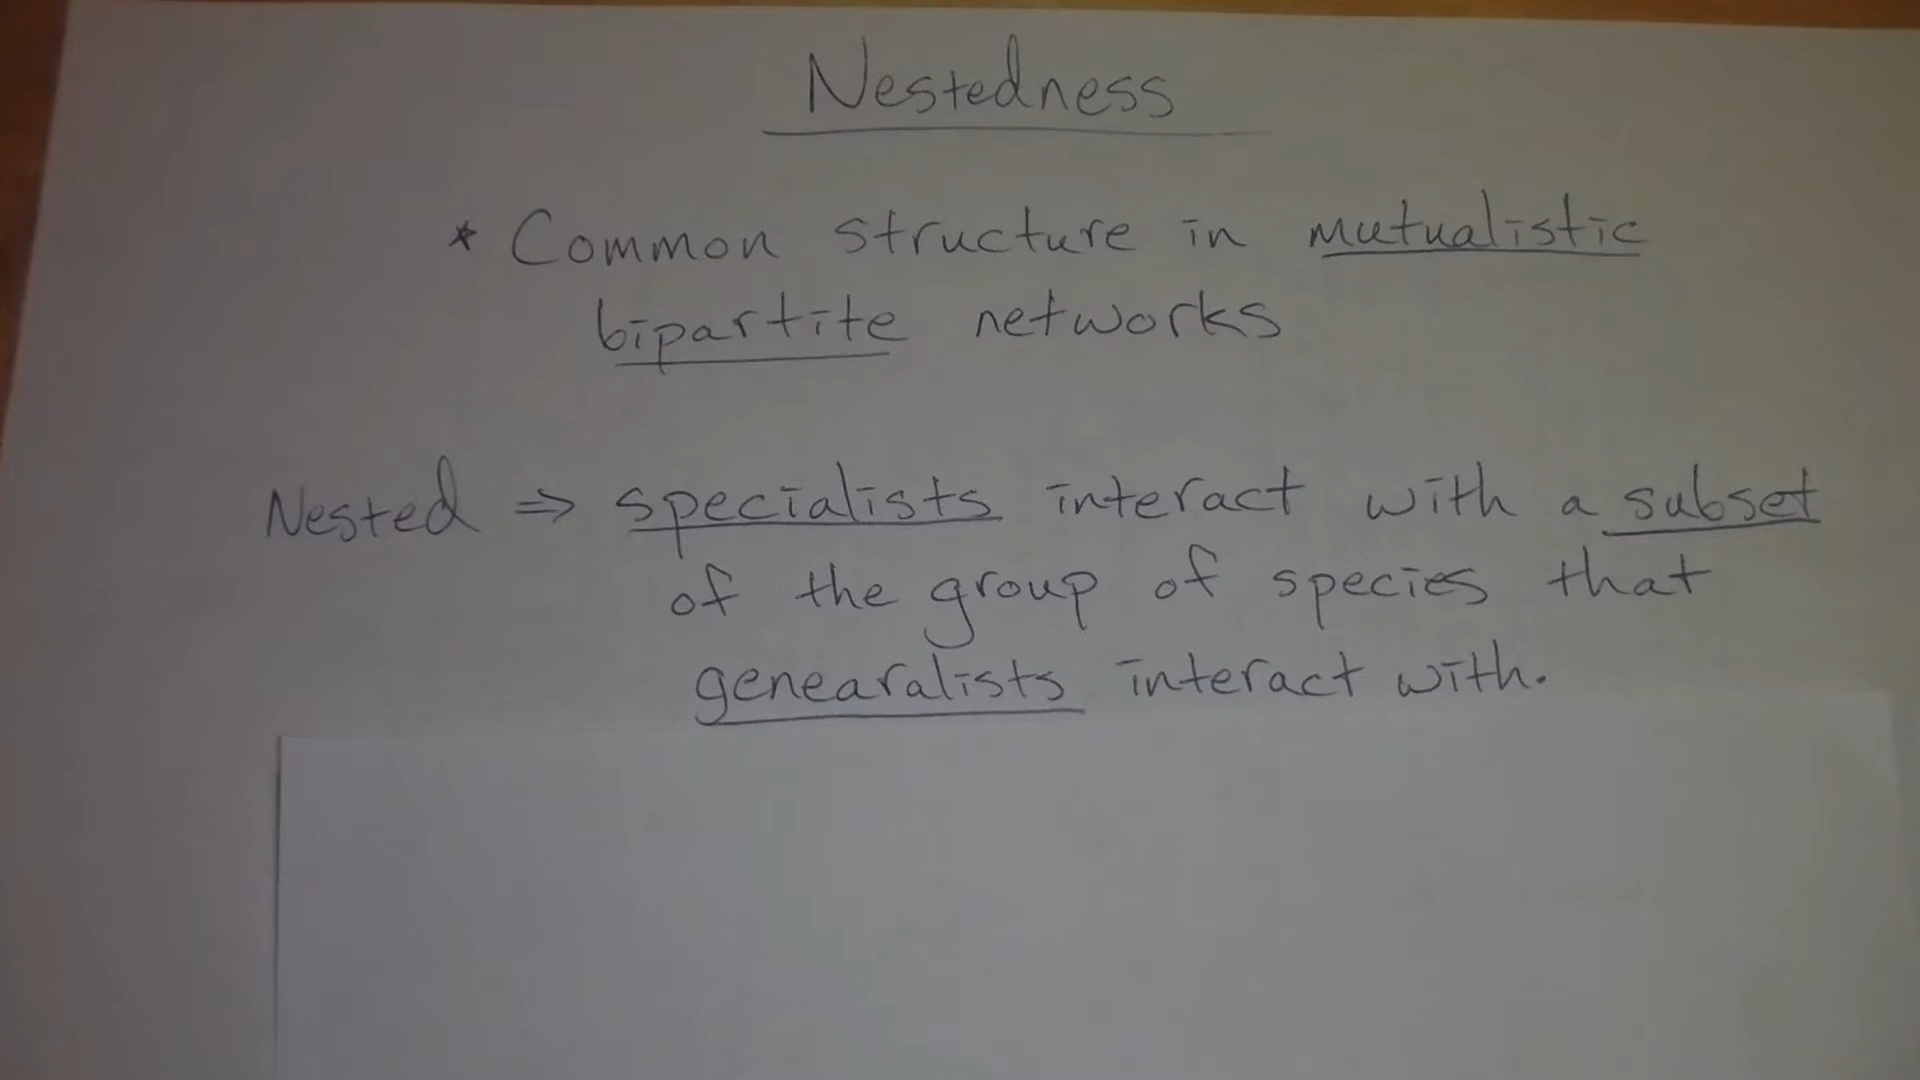 Nestedness
* Common structure in mutualistic
bipartite networks
Nested ⇒ specialists interact with a subset
of the group of species that
genearalists interact with.